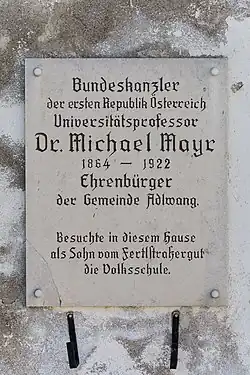 Bundeskanzler
der ersten Republik Österreich
Universitätsprofessor
Dr. Michael Mayr
1864 — 1922
Ehrenbürger
der Gemeinde Adlwang.
Besuchte in diesem Hause
als Sohn vom Fertlstrahergut
die Volksschule.